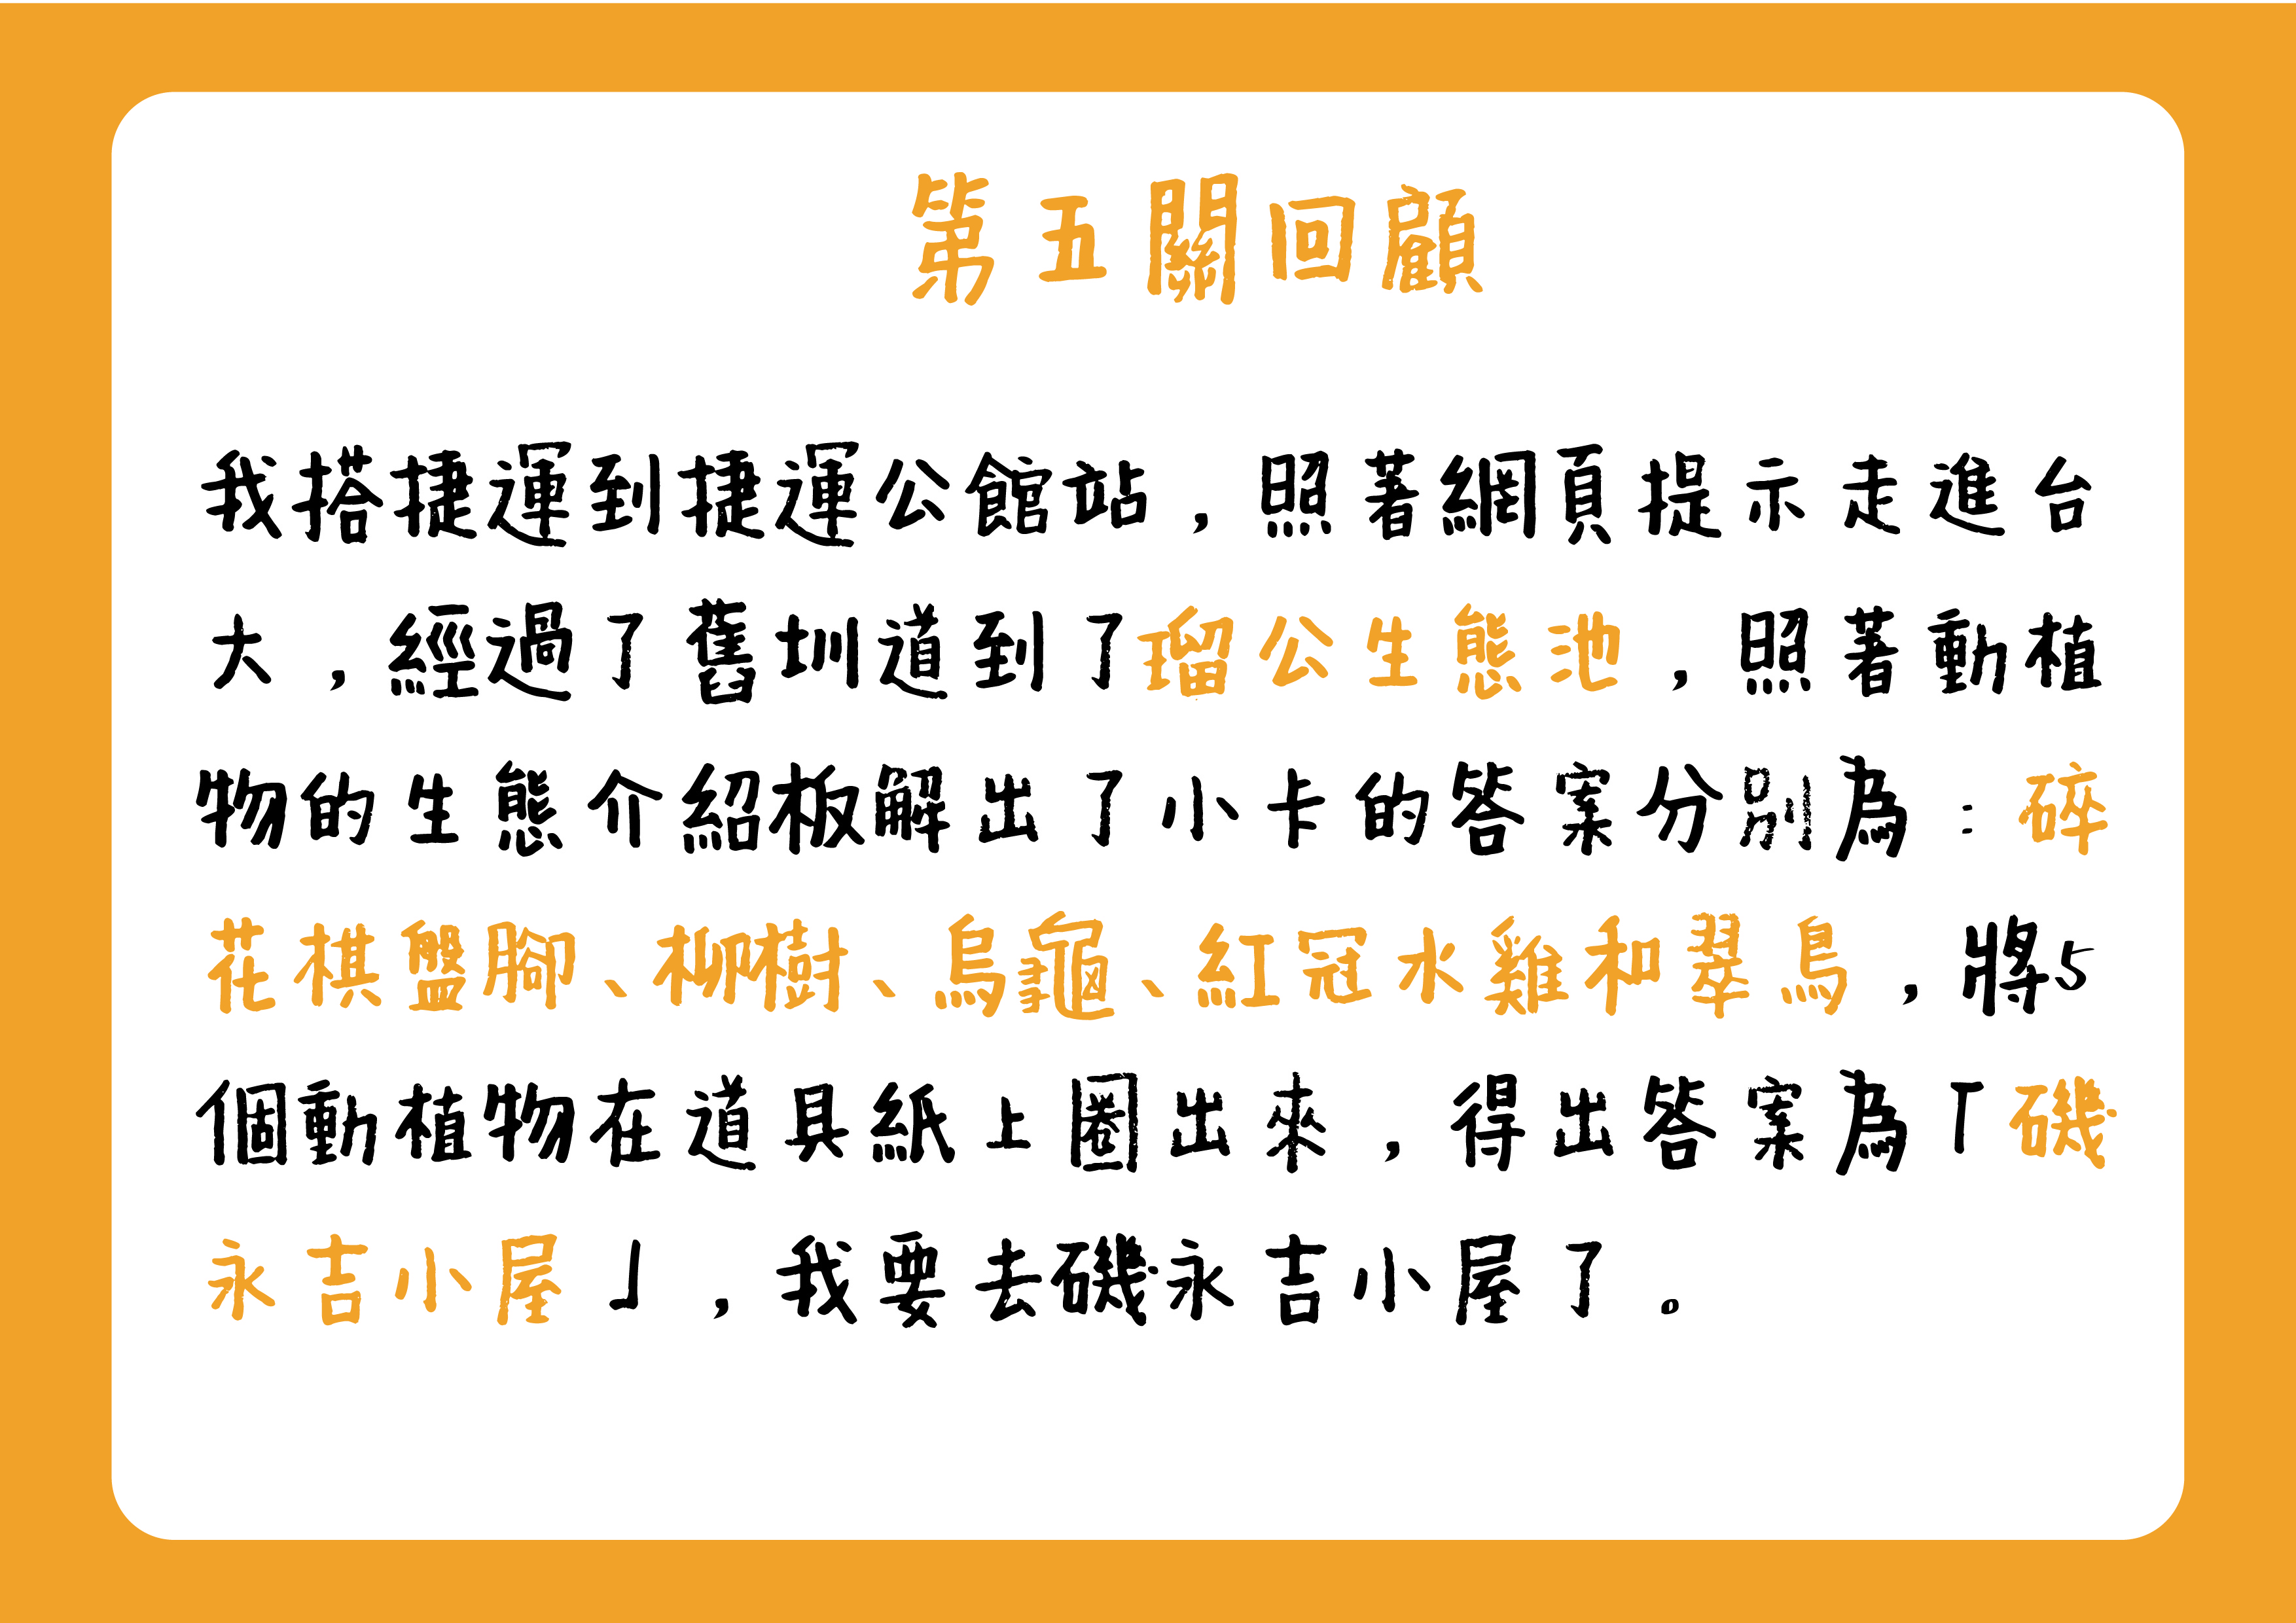 第五關回顧
我搭捷運到捷運公館站，照著網頁提示走進台
大，經過了舊圳道到了瑠公生態池，照著動植
物的生態介紹板解出了小卡的答案分別為：碎
花棋盤腳、柳樹、烏龜、紅冠水雞和翠鳥，將5
個動植物在道具紙上圈出來，得出答案為「磯
永吉小屋」，我要去磯永吉小屋了。